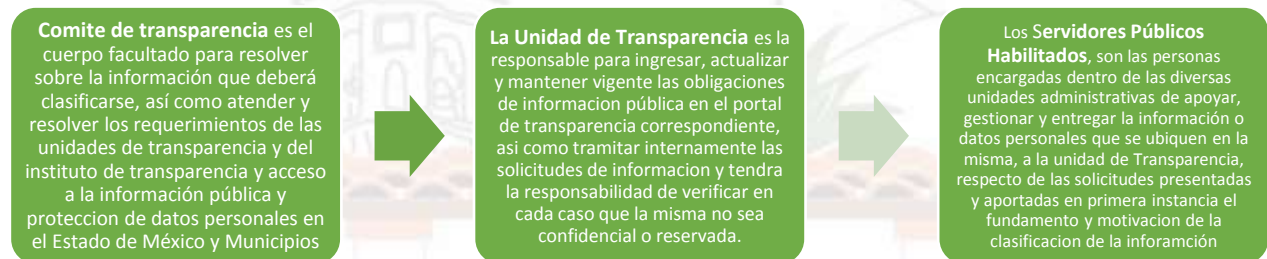 Comite de transparencia es el
cuerpo facultado para resolver
sobre la información que deberá
clasificarse, así como atender y
resolver los requerimientos de las
unidades de transparencia y del
instituto de transparencia y acceso
a la información pública y
proteccion de datos personales en
el Estado de México y Municipios
La Unidad de Transparencia es la
responsable para ingresar, actualizar
y mantener vigente las obligaciones
de informacion pública en el portal
de transparencia correspondiente,
asi como tramitar internamente las
solicitudes de informacion y tendra
la responsabilidad de verificar en
cada caso que la misma no sea
confidencial o reservada.
Los Servidores Públicos
Habilitados, son las personas
encargadas dentro de las diversas
unidades administrativas de apoyar,
gestionar y entregar la información o
datos personales que se ubiquen en la
misma, a la unidad de Transparencia,
respecto de las solicitudes presentadas
y aportadas en primera instancia el
fundamento y motivacion de la
clasificacion de la inforamción